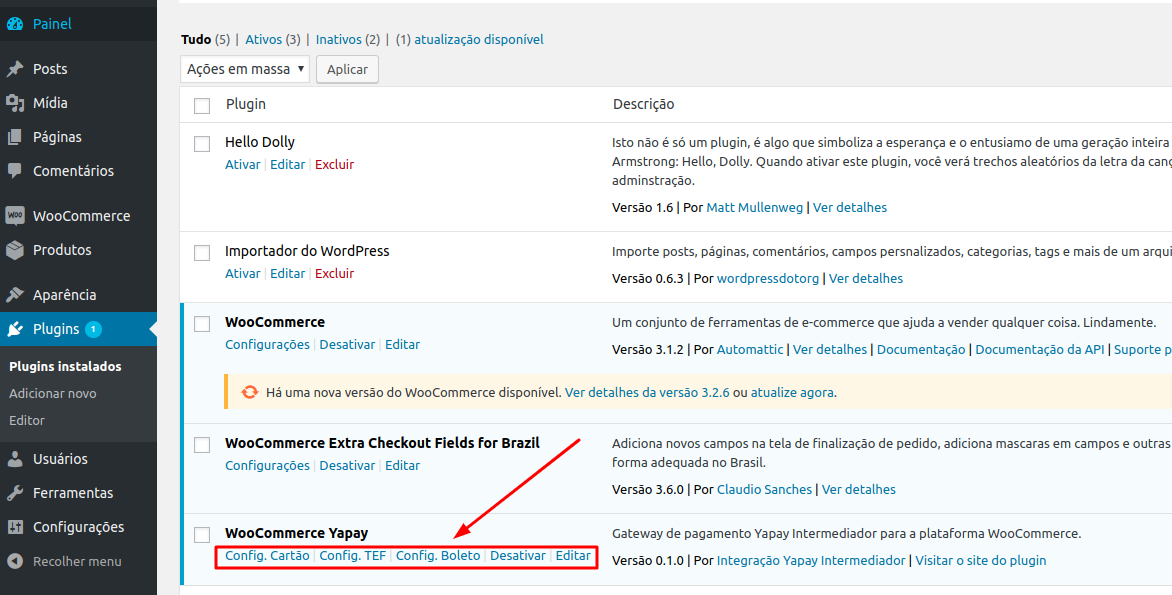 Painel
Posts
Mídia
Páginas
Comentários
WOO WooCommerce
Produtos
Aparência
Plugins 1
Plugins instalados
Adicionar novo
Editor
Usuários
Ferramentas
Configurações
Recolher menu
Tudo (5) | Ativos (3) | Inativos (2) | (1) atualização disponível
Ações em massa ▾ Aplicar
Plugin Descrição
Hello Dolly
Ativar | Editar | Excluir
Isto não é só um plugin, é algo que simboliza a esperança e o entusiamo de uma geração inteira
Armstrong: Hello, Dolly. Quando ativar este plugin, você verá trechos aleatórios da letra da canç
adminstração.
Versão 1.6 | Por Matt Mullenweg | Ver detalhes
Importador do WordPress
Ativar | Editar | Excluir
Importe posts, páginas, comentários, campos persnalizados, categorias, tags e mais de um arqui
Versão 0.6.3 | Por wordpressdotorg | Ver detalhes
WooCommerce
Configurações | Desativar | Editar
Um conjunto de ferramentas de e-commerce que ajuda a vender qualquer coisa. Lindamente.
Versão 3.1.2 | Por Automattic | Ver detalhes | Documentação | Documentação da API | Suporte p
Há uma nova versão do WooCommerce disponível. Ver detalhes da versão 3.2.6 ou atualize agora.
WooCommerce Extra Checkout Fields for Brazil
Configurações | Desativar | Editar
Adiciona novos campos na tela de finalização de pedido, adiciona mascaras em campos e outras
forma adequada no Brasil.
Versão 3.6.0 | Por Claudio Sanches | Ver detalhes
WooCommerce Yapay
Config. Cartão | Config. TEF | Config. Boleto | Desativar | Editar
Gateway de pagamento Yapay Intermediador para a plataforma WooCommerce.
Versão 0.1.0 | Por Integração Yapay Intermediador | Visitar o site do plugin